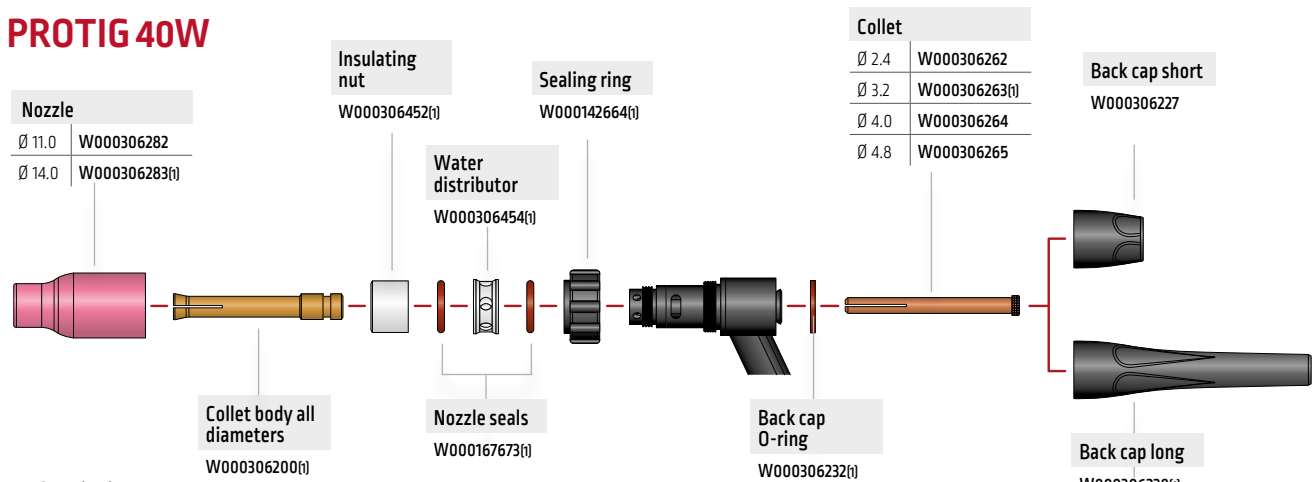 PROTIG 40W
Nozzle
Ø 11.0 W000306282
Ø 14.0 W000306283(1)
Insulating
nut
W000306452(1)
Water
distributor
W000306454(1)
Sealing ring
W000142664(1)
Collet
Ø 2.4 W000306262
Ø 3.2 W000306263(1)
Ø 4.0 W000306264
Ø 4.8 W000306265
Back cap short
W000306227
Collet body all
diameters
W000306200(1)
Nozzle seals
W000167673(1)
Back cap
O-ring
W000306232(1)
Back cap long